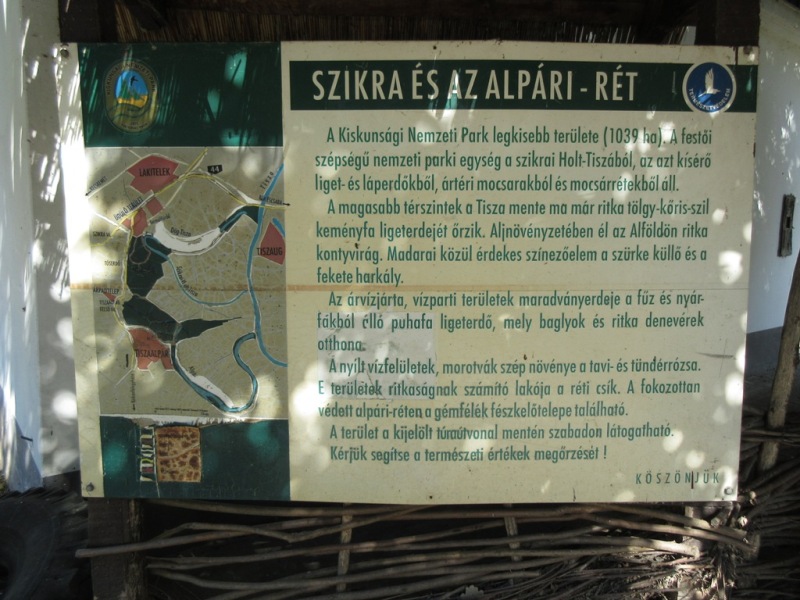 SZIKRA ÉS AZ ALPÁRI - RÉT
A Kiskunsági Nemzeti Park legkisebb területe (1039 ha). A festői
szépségű nemzeti parki egység a szikrai Holt-Tiszából, az azt kísérő
liget- és láperdőkből, ártéri mocsarakból és mocsárrétekből áll.
A magasabb térszintek a Tisza mente ma már ritka tölgy-kőris-szil
keményfa ligeterdejét őrzik. Aljnövényzetében él az Alföldön ritka
kontyvirág. Madarai közül érdekes színezőelem a szürke küllő és a
fekete harkály.
Az árvízjárta, vízparti területek maradványerdeje a fűz és nyár-
fákból álló puhafa ligeterdő, mely baglyok és ritka denevérek
otthona.
A nyílt vízfelületek, morotvák szép növénye a tavi- és tündérrózsa.
E területek ritkaságnak számító lakója a réti csík. A fokozottan
védett alpári-réten a gémfélék fészkelőtelepe található.
A terület a kijelölt túraútvonal mentén szabadon látogatható.
Kérjük segítse a természeti értékek megőrzését !
KÖSZÖNJÜK
LAKITELEK
44
Tisza
TISZAUG
TISZAALPÁR